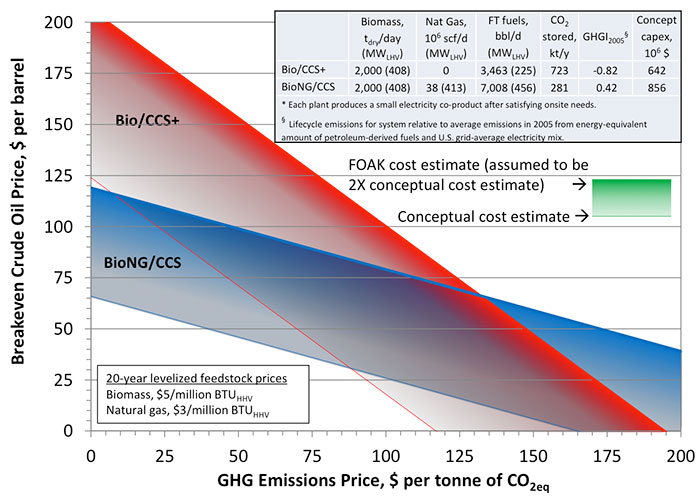 Biomass, Nat Gas, FT fuels, CO2 Concept
tdry/day 10⁶ scf/d bbl/d stored, GHGI2005§ capex,
(MWLHV) (MWLHV) (MWLHV) kt/y 10⁶ $
Bio/CCS+ 2,000 (408) 0 3,463 (225) 723 -0.82 642
BioNG/CCS 2,000 (408) 38 (413) 7,008 (456) 281 0.42 856
* Each plant produces a small electricity co-product after satisfying onsite needs.
§ Lifecycle emissions for system relative to average emissions in 2005 from energy-equivalent
amount of petroleum-derived fuels and U.S. grid-average electricity mix.
FOAK cost estimate (assumed to be
2X conceptual cost estimate) →
Conceptual cost estimate →
Bio/CCS+
BioNG/CCS
20-year levelized feedstock prices
Biomass, $5/million BTUHHV
Natural gas, $3/million BTUHHV
Breakeven Crude Oil Price, $ per barrel
200
175
150
125
100
75
50
25
0
0 25 50 75 100 125 150 175 200
GHG Emissions Price, $ per tonne of CO2eq